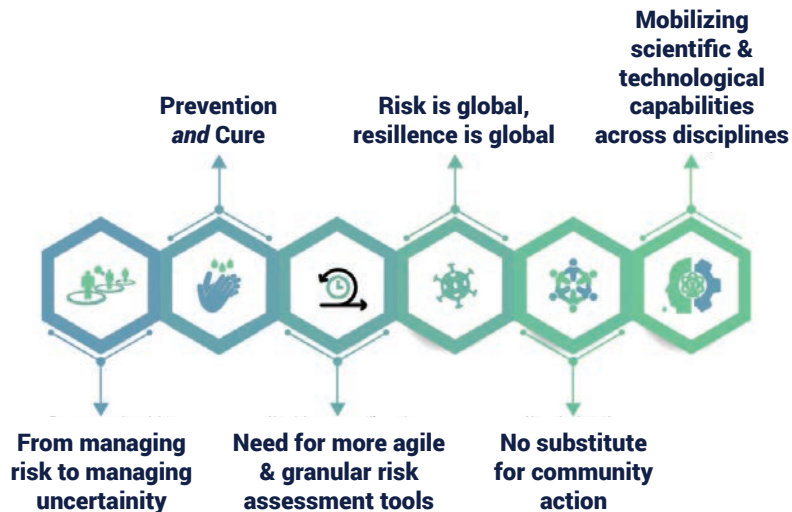 Mobilizing
scientific &
technological
capabilities
across disciplines
Prevention
and Cure
Risk is global,
resillence is global
From managing
risk to managing
uncertainity
Need for more agile
& granular risk
assessment tools
No substitute
for community
action